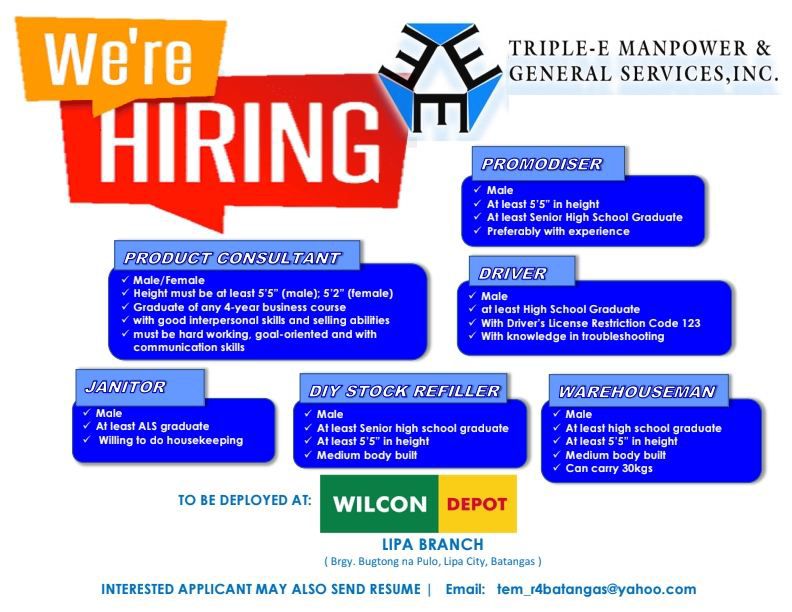 We're
HIRING
TRIPLE-E MANPOWER &
GENERAL SERVICES,INC.
PROMODISER
✓ Male
✓ At least 5'5" in height
✓ At least Senior High School Graduate
✓ Preferably with experience
PRODUCT CONSULTANT
✓ Male/Female
✓ Height must be at least 5'5" (male); 5'2" (female)
✓ Graduate of any 4-year business course
✓ with good interpersonal skills and selling abilities
✓ must be hard working, goal-oriented and with
communication skills
DRIVER
✓ Male
✓ at least High School Graduate
✓ With Driver's License Restriction Code 123
✓ With knowledge in troubleshooting
JANITOR
✓ Male
✓ At least ALS graduate
✓ Willing to do housekeeping
DIY STOCK REFILLER
✓ Male
✓ At least Senior high school graduate
✓ At least 5'5" in height
✓ Medium body built
WAREHOUSEMAN
✓ Male
✓ At least high school graduate
✓ At least 5'5" in height
✓ Medium body built
✓ Can carry 30kgs
TO BE DEPLOYED AT: WILCON DEPOT
LIPA BRANCH
( Brgy. Bugtong na Pulo, Lipa City, Batangas )
INTERESTED APPLICANT MAY ALSO SEND RESUME | Email: tem_r4batangas@yahoo.com